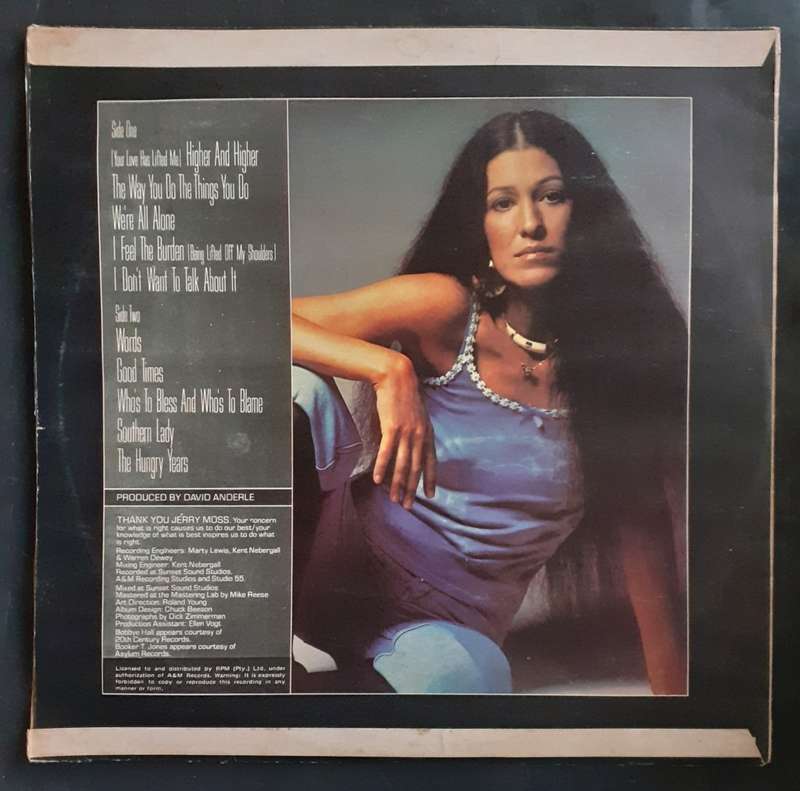 Side One
(Your Love Has Lifted Me) Higher And Higher
The Way You Do The Things You Do
We're All Alone
I Feel The Burden (Being Lifted Off My Shoulders)
I Don't Want To Talk About It
Side Two
Words
Good Times
Who's To Bless And Who's To Blame
Southern Lady
The Hungry Years
PRODUCED BY DAVID ANDERLE
THANK YOU JERRY MOSS. Your concern
for what is right causes us to do our best/your
knowledge of what is best inspires us to do what
is right.
Recording Engineers: Marty Lewis, Kent Nebergall
& Warren Dewey
Mixing Engineer: Kent Nebergall
Recorded at Sunset Sound Studios,
A&M Recording Studios and Studio 55.
Mixed at Sunset Sound Studios
Mastered at the Mastering Lab by Mike Reese
Art Direction: Roland Young
Album Design: Chuck Beeson
Photographs by Dick Zimmerman
Production Assistant: Ellen Vogt
Bobbye Hall appears courtesy of
20th Century Records.
Booker T. Jones appears courtesy of
Asylum Records.
Licensed to and distributed by RPM (Pty.) Ltd. under
authorization of A&M Records. Warning: It is expressly
forbidden to copy or reproduce this recording in any
manner or form.